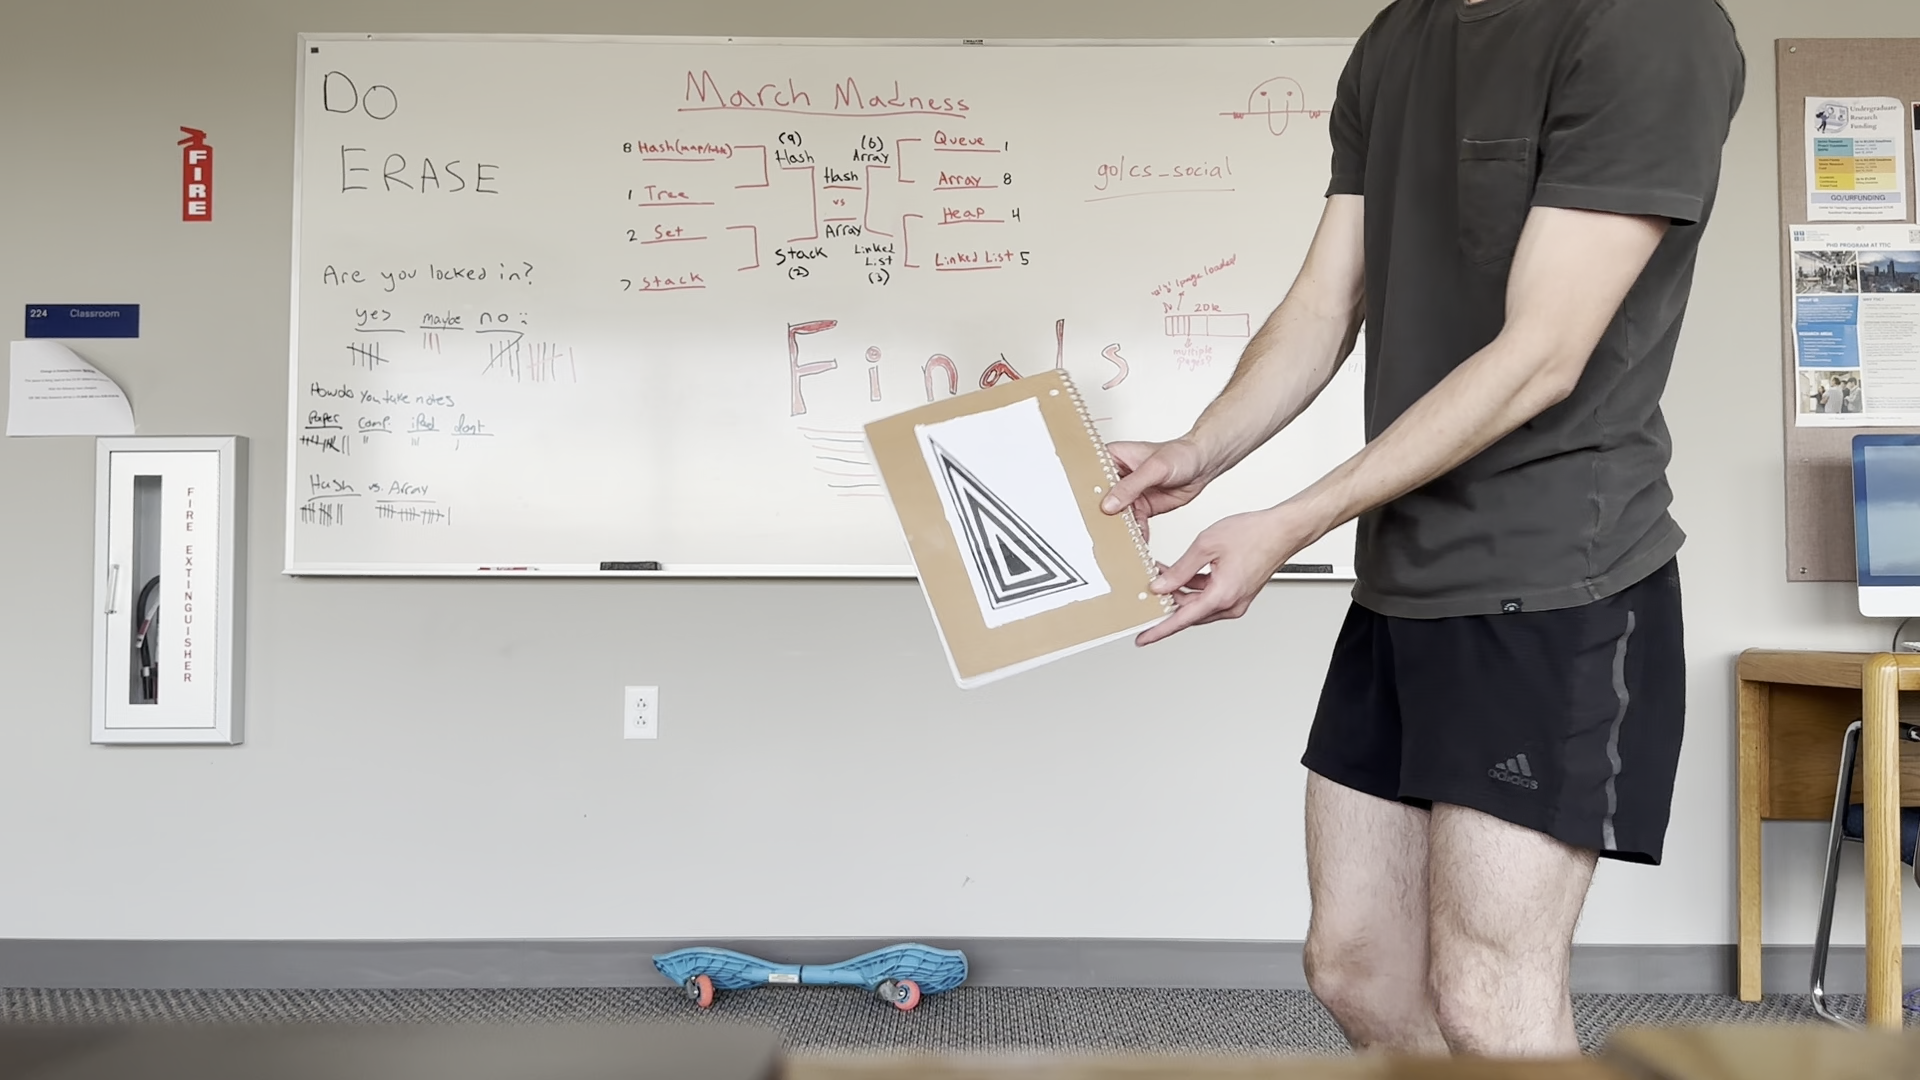 DO
ERASE
March Madness
8 Hash(map/table)
1 Tree
2 Set
7 Stack
(9)
Hash
Stack
(2)
Hash
vs
Array
(6)
Array
Linked
List
(3)
Queue 1
Array 8
Heap 4
Linked List 5
go/cs_social
Finals
page loaded
20k
multiple
pages?
Are you locked in?
yes maybe no :
How do you take notes
Paper comp. iPad dont
Hash vs. Array
FIRE
224 Classroom
FIRE EXTINGUISHER
Undergraduate
Research
Funding
GO/URFUNDING
PHD PROGRAM AT TTIC
adidas